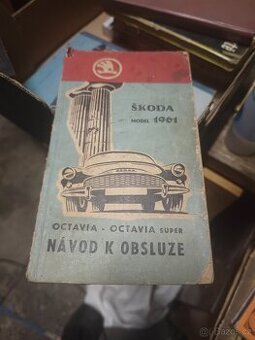 ŠKODA
MODEL 1961
OCTAVIA - OCTAVIA SUPER
NÁVOD K OBSLUZE